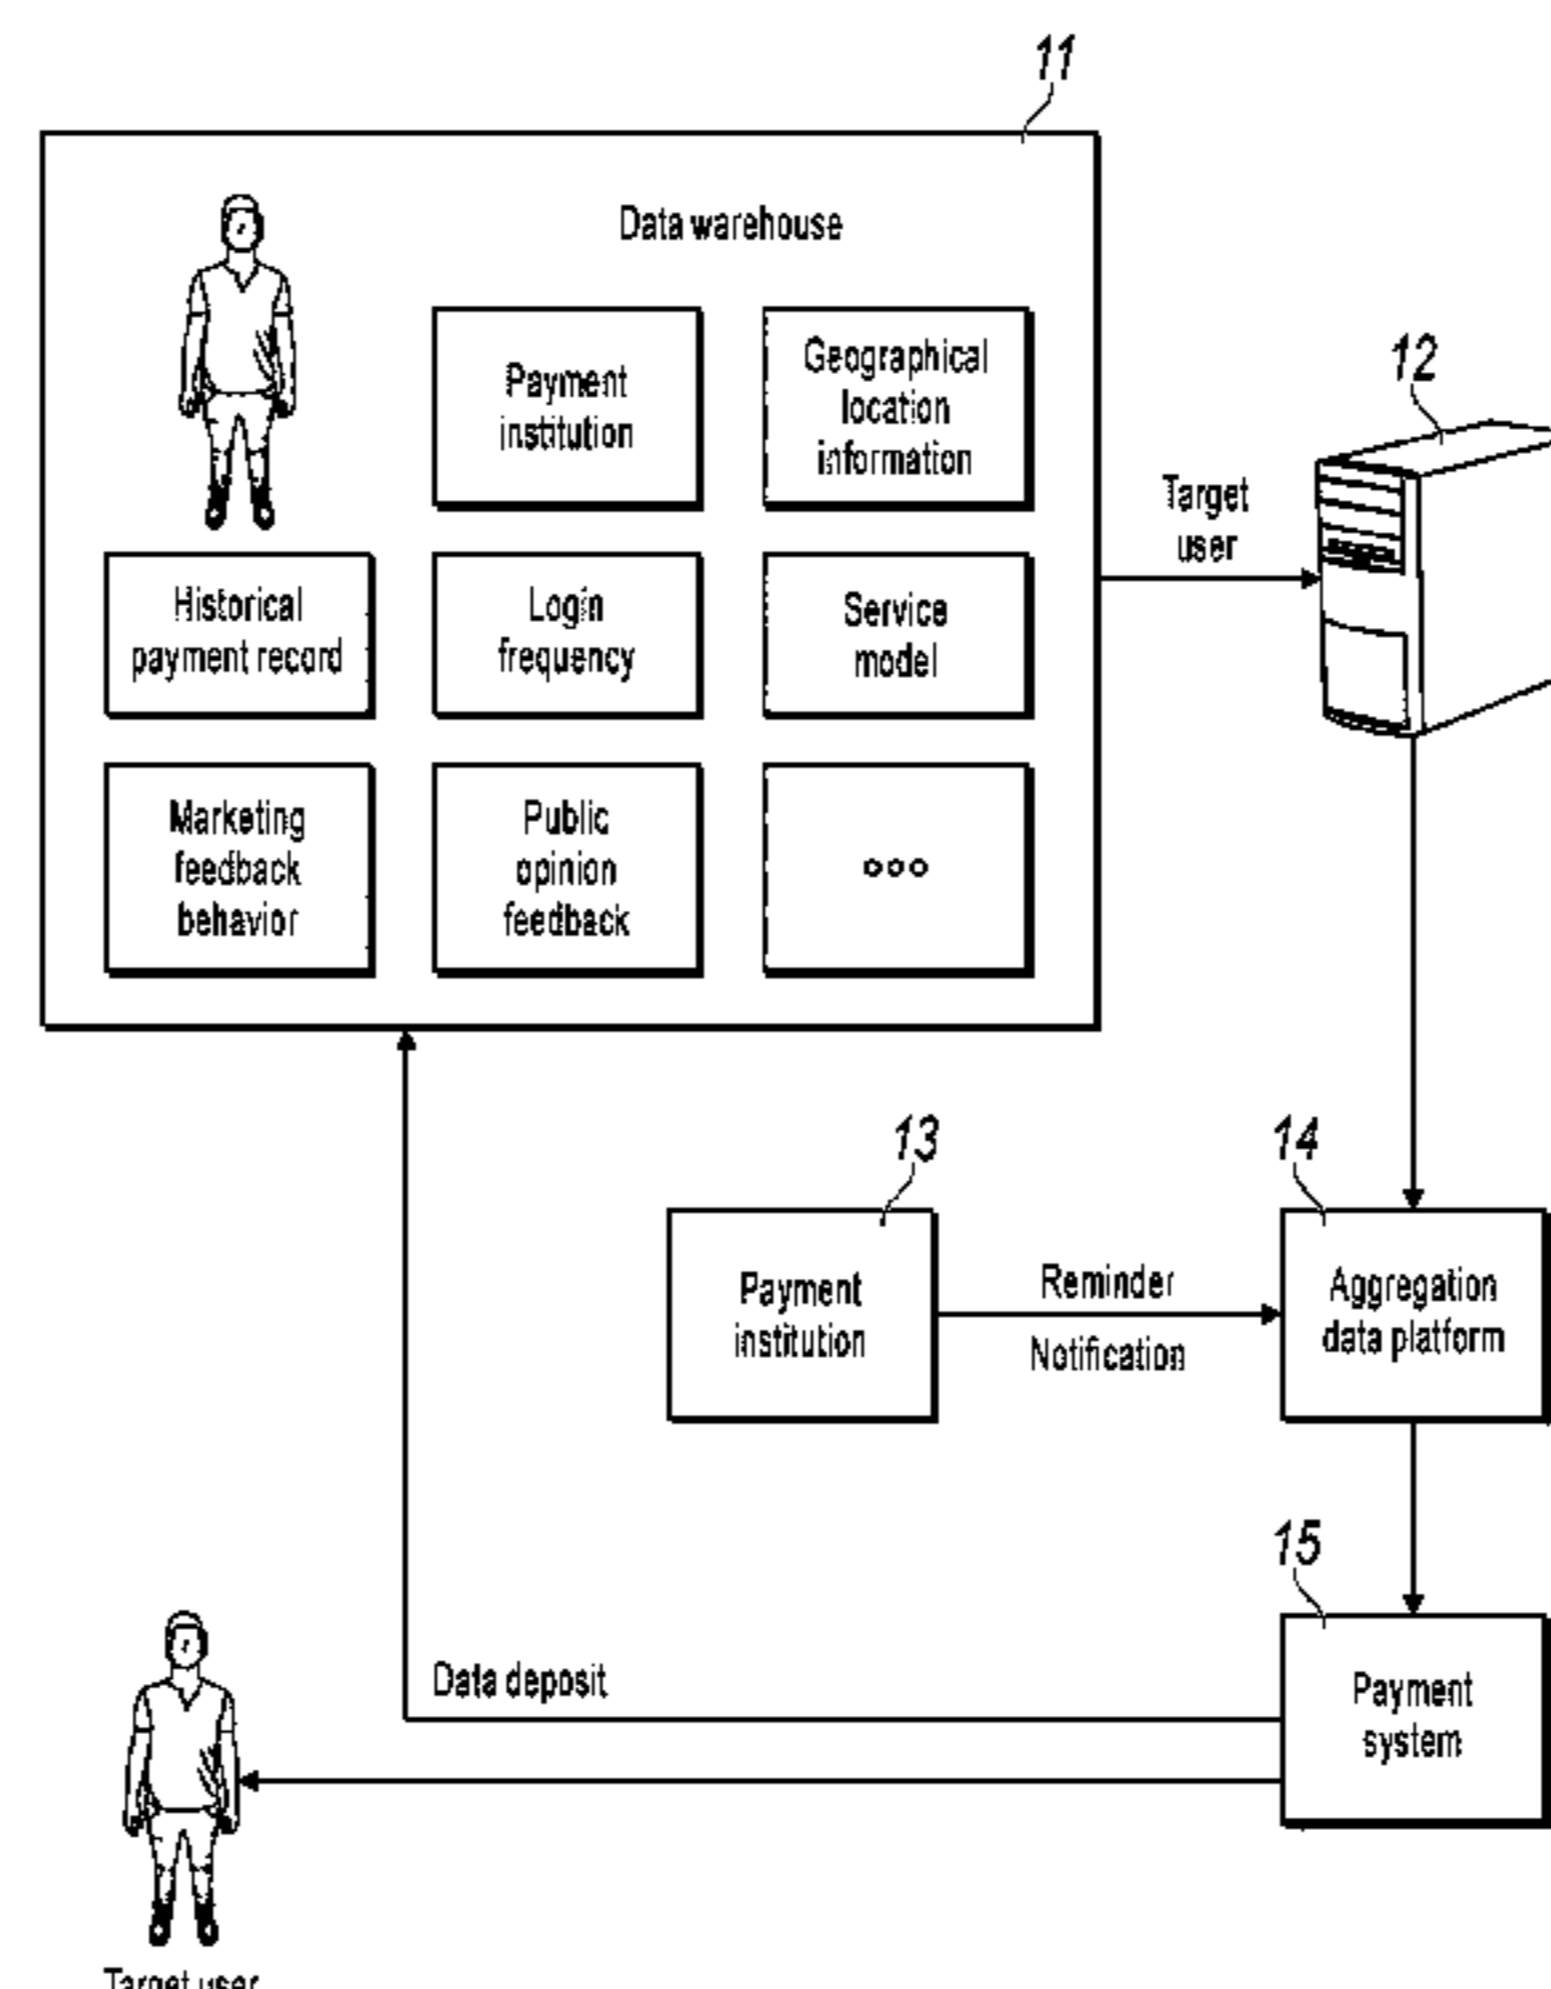 11
Data warehouse
Payment
institution
Geographical
location
information
12
Target
user
Historical
payment record
Login
frequency
Service
model
Marketing
feedback
behavior
Public
opinion
feedback
13
14
Payment
institution
Reminder
Notification
Aggregation
data platform
15
Data deposit
Payment
system
Target user